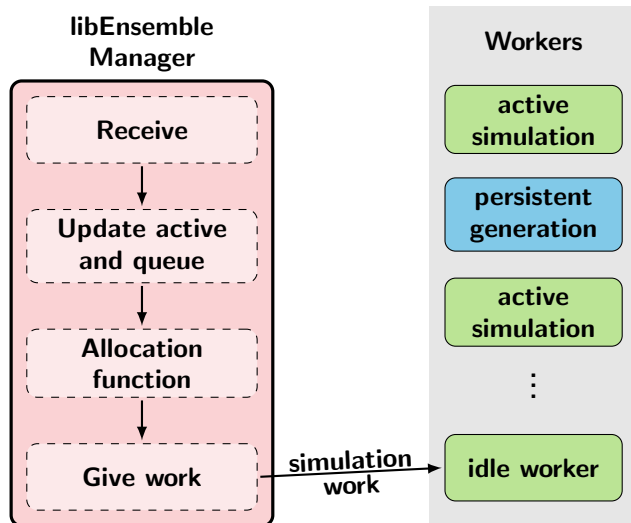 libEnsemble
Manager
Receive
Update active
and queue
Allocation
function
Give work
simulation
work
Workers
active
simulation
persistent
generation
active
simulation
⋮
idle worker